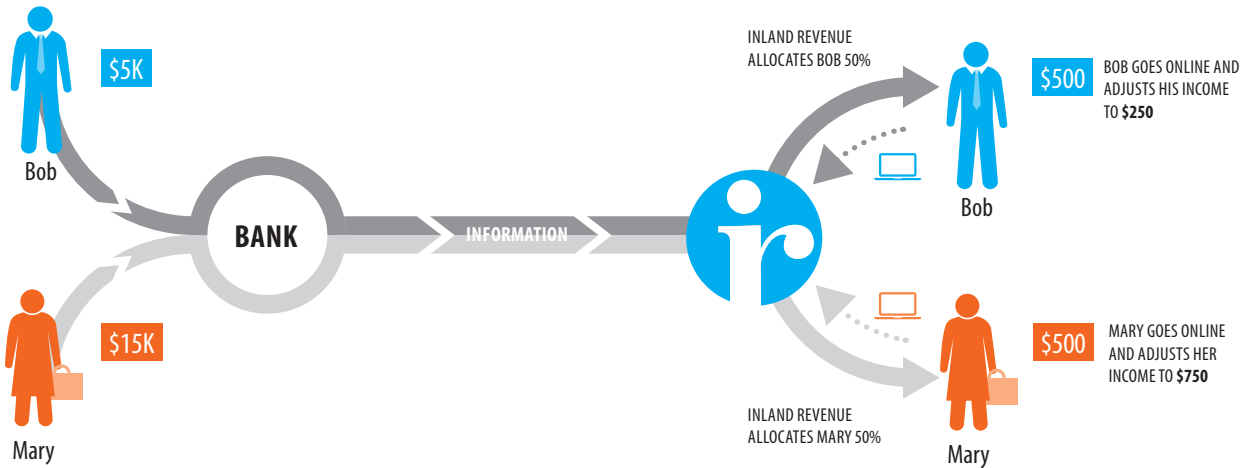 $5K
Bob
$15K
Mary
BANK
INFORMATION
ir
INLAND REVENUE
ALLOCATES BOB 50%
$500
BOB GOES ONLINE AND
ADJUSTS HIS INCOME
TO $250
Bob
$500
MARY GOES ONLINE
AND ADJUSTS HER
INCOME TO $750
INLAND REVENUE
ALLOCATES MARY 50%
Mary